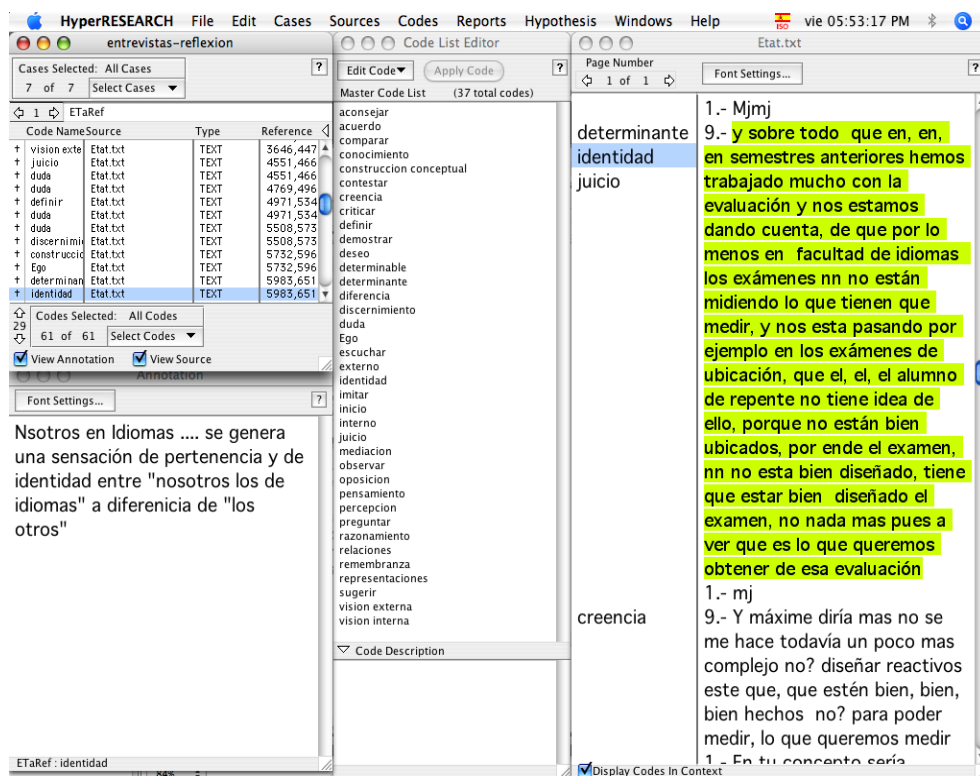 HyperRESEARCH File Edit Cases Sources Codes Reports Hypothesis Windows Help ISO vie 05:53:17 PM
entrevistas-reflexion
Cases Selected: All Cases
?
7 of 7 Select Cases
1 ETaRef
Code Name Source Type Reference
vision exte Etat.txt TEXT 3646,447
juicio Etat.txt TEXT 4551,466
duda Etat.txt TEXT 4551,466
duda Etat.txt TEXT 4769,496
definir Etat.txt TEXT 4971,534
duda Etat.txt TEXT 4971,534
duda Etat.txt TEXT 5508,573
discernimi Etat.txt TEXT 5508,573
construcci Etat.txt TEXT 5732,596
Ego Etat.txt TEXT 5732,596
determinan Etat.txt TEXT 5983,651
identidad Etat.txt TEXT 5983,651
29
Codes Selected: All Codes
61 of 61 Select Codes
View Annotation View Source
Annotation
Font Settings...
?
Nsotros en Idiomas .... se genera
una sensación de pertenencia y de
identidad entre "nosotros los de
idiomas" a diferenicia de "los
otros"
ETaRef : identidad
84%
Code List Editor
Edit Code Apply Code ?
Master Code List (37 total codes)
aconsejar
acuerdo
comparar
conocimiento
construccion conceptual
contestar
creencia
criticar
definir
demostrar
deseo
determinable
determinante
diferencia
discernimiento
duda
Ego
escuchar
externo
identidad
imitar
inicio
interno
juicio
mediacion
observar
oposicion
pensamiento
percepcion
preguntar
razonamiento
relaciones
remembranza
representaciones
sugerir
vision externa
vision interna
Code Description
Etat.txt
Page Number
1 of 1
Font Settings...
?
determinante
identidad
juicio
creencia
1.- Mjmj
9.- y sobre todo que en, en,
en semestres anteriores hemos
trabajado mucho con la
evaluación y nos estamos
dando cuenta, de que por lo
menos en facultad de idiomas
los exámenes nn no están
midiendo lo que tienen que
medir, y nos esta pasando por
ejemplo en los exámenes de
ubicación, que el, el, el alumno
de repente no tiene idea de
ello, porque no están bien
ubicados, por ende el examen,
nn no esta bien diseñado, tiene
que estar bien diseñado el
examen, no nada mas pues a
ver que es lo que queremos
obtener de esa evaluación
1.- mj
9.- Y máxime diría mas no se
me hace todavía un poco mas
complejo no? diseñar reactivos
este que, que estén bien, bien,
bien hechos no? para poder
medir, lo que queremos medir
1.- En tu concepto sería
Display Codes In Context